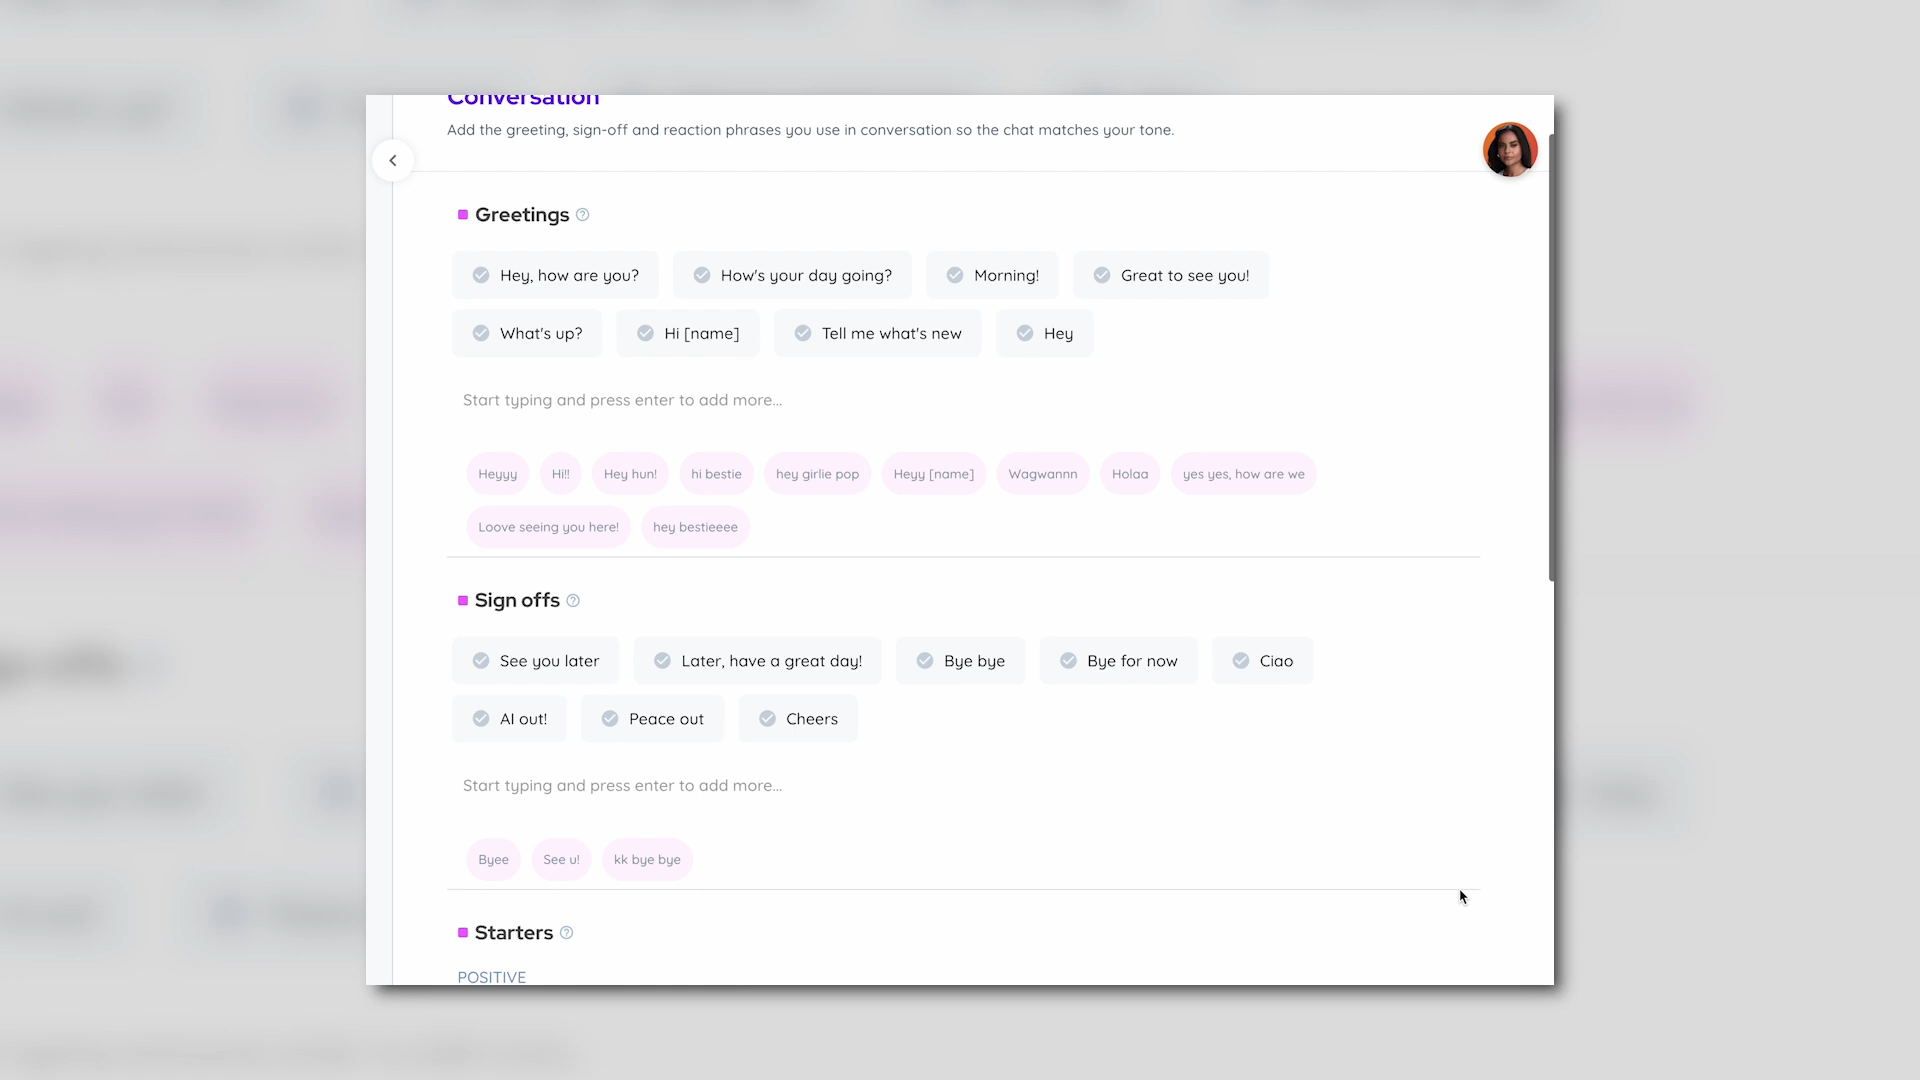 Conversation
Add the greeting, sign-off and reaction phrases you use in conversation so the chat matches your tone.
Greetings
Hey, how are you? How's your day going? Morning! Great to see you!
What's up? Hi [name] Tell me what's new Hey
Start typing and press enter to add more...
Heyyy Hi!! Hey hun! hi bestie hey girlie pop Heyy [name] Wagwannn Holaa yes yes, how are we
Loove seeing you here! hey bestieeee
Sign offs
See you later Later, have a great day! Bye bye Bye for now Ciao
AI out! Peace out Cheers
Start typing and press enter to add more...
Byee See u! kk bye bye
Starters
POSITIVE